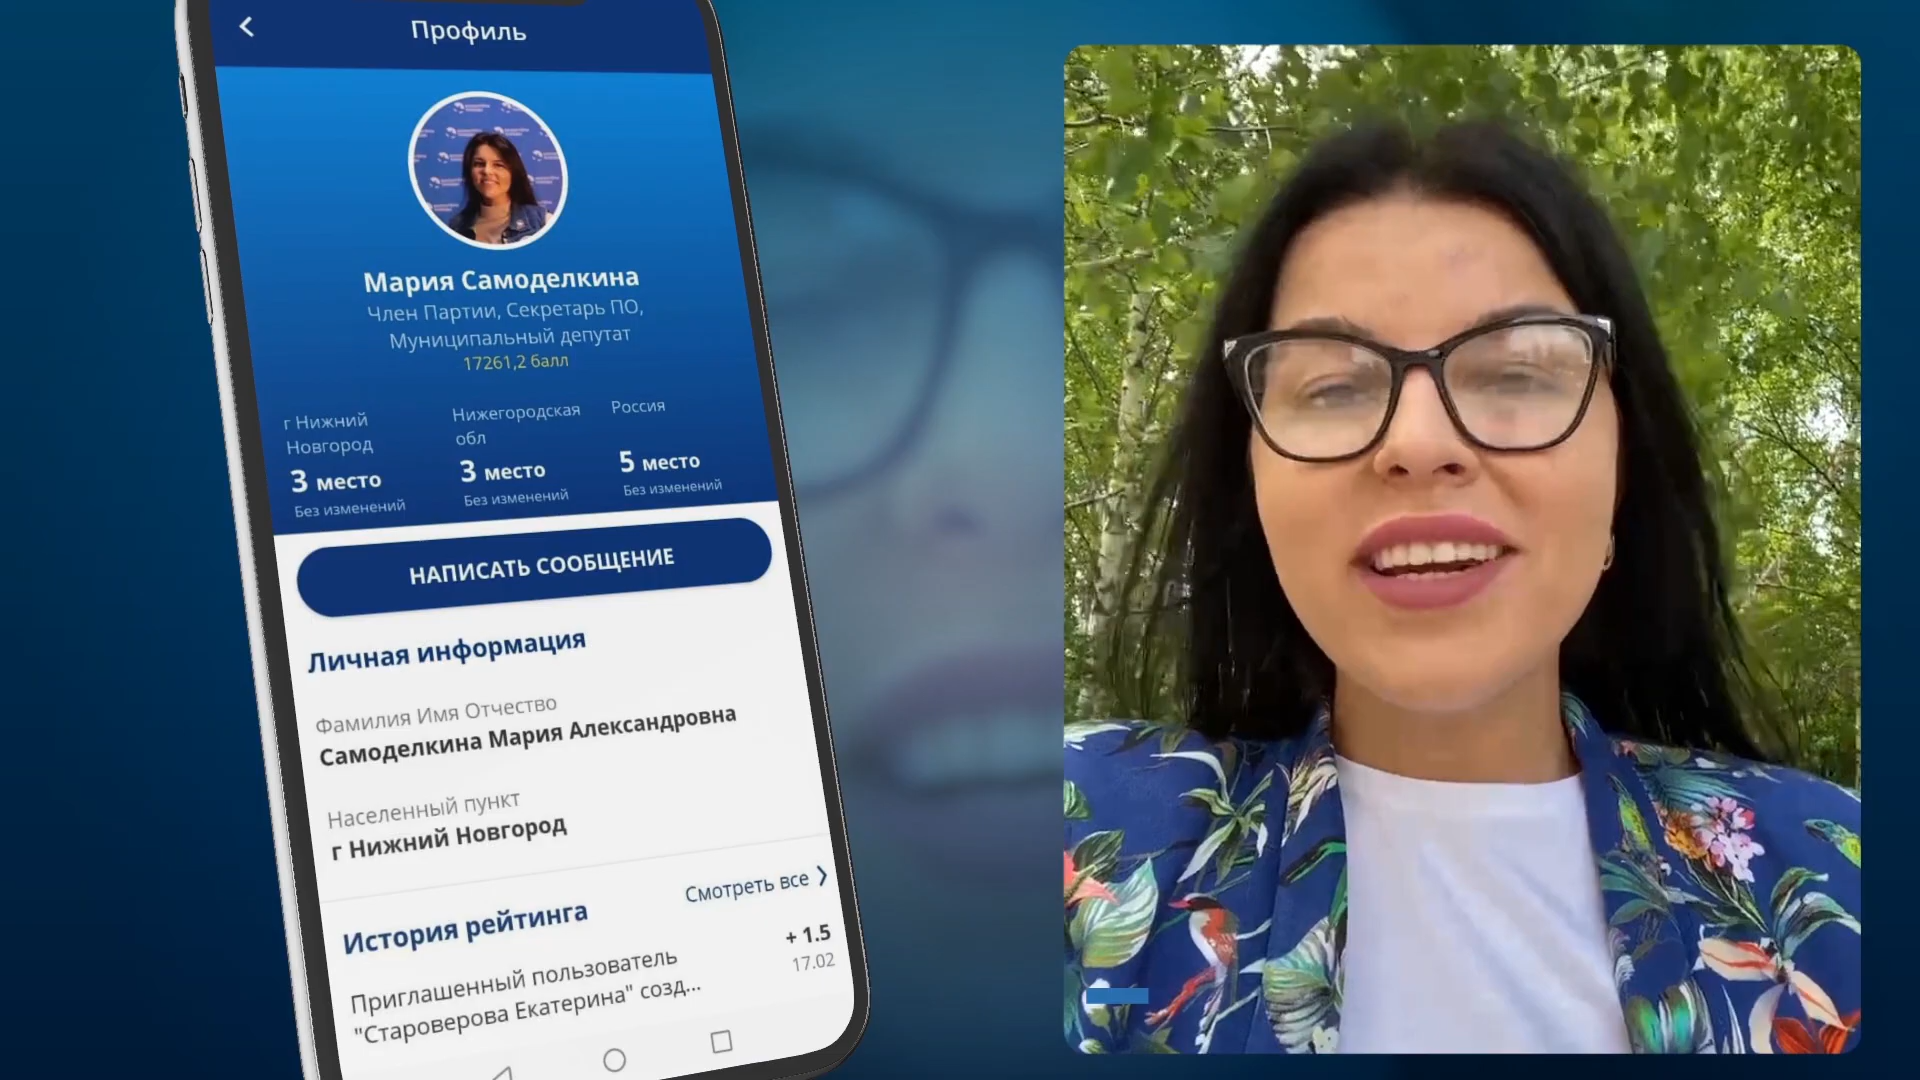 Профиль
Мария Самоделкина
Член Партии, Секретарь ПО,
Муниципальный депутат
17261,2 балл
г Нижний
Новгород
3 место
Без изменений
Нижегородская
обл
3 место
Без изменений
Россия
5 место
Без изменений
НАПИСАТЬ СООБЩЕНИЕ
Личная информация
Фамилия Имя Отчество
Самоделкина Мария Александровна
Населенный пункт
г Нижний Новгород
История рейтинга
Смотреть все
Приглашенный пользователь
"Староверова Екатерина" созд...
+ 1.5
17.02